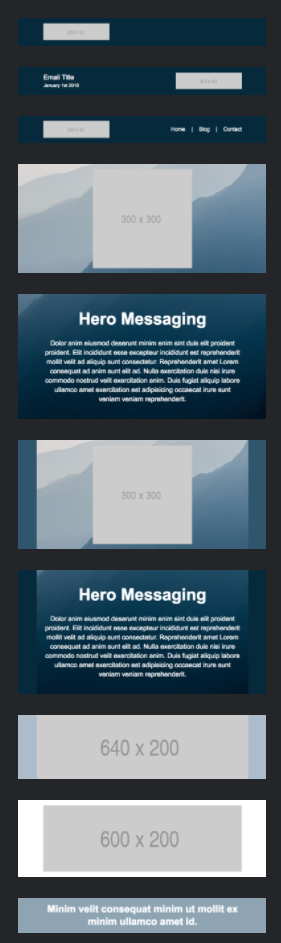 Email Title
January 1st 2018
Home | Blog | Contact
300 x 300
Hero Messaging
Dolor anim eiusmod deserunt minim enim sint duis elit proident
proident. Elit incididunt esse excepteur incididunt est reprehenderit
mollit velit ad aliquip sunt consectetur. Reprehenderit amet Lorem
consequat ad anim sunt elit ad. Nulla exercitation duis nisi irure
commodo nostrud velit exercitation anim. Duis fugiat aliquip labore
ullamco amet exercitation est adipisicing occaecat irure sunt
veniam veniam reprehenderit.
300 x 300
Hero Messaging
Dolor anim eiusmod deserunt minim enim sint duis elit proident
proident. Elit incididunt esse excepteur incididunt est reprehenderit
mollit velit ad aliquip sunt consectetur. Reprehenderit amet Lorem
consequat ad anim sunt elit ad. Nulla exercitation duis nisi irure
commodo nostrud velit exercitation anim. Duis fugiat aliquip labore
ullamco amet exercitation est adipisicing occaecat irure sunt
veniam veniam reprehenderit.
640 x 200
600 x 200
Minim velit consequat minim ut mollit ex
minim ullamco amet id.